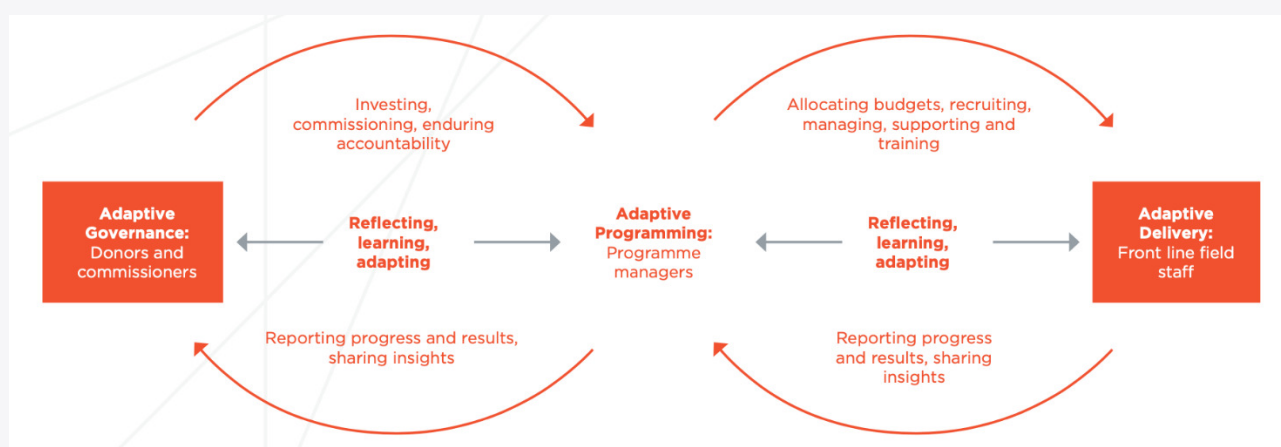 Investing,
commissioning, enduring
accountability
Allocating budgets, recruiting,
managing, supporting and
training
Adaptive
Governance:
Donors and
commissioners
Reflecting,
learning,
adapting
Adaptive
Programming:
Programme
managers
Reflecting,
learning,
adapting
Adaptive
Delivery:
Front line field
staff
Reporting progress and results,
sharing insights
Reporting progress
and results, sharing
insights